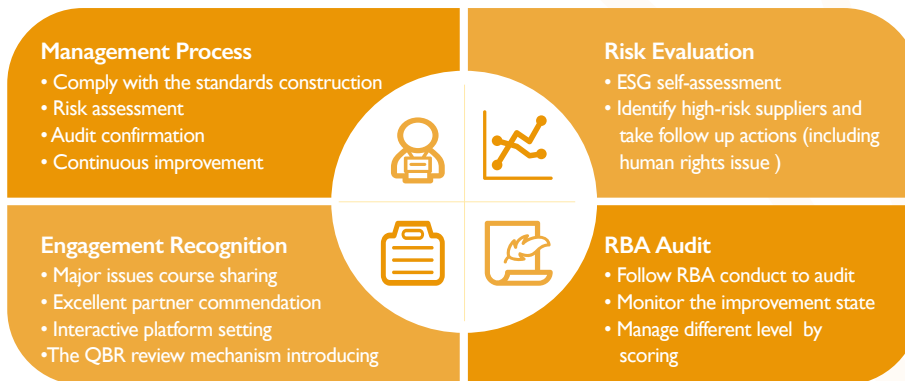 Management Process
• Comply with the standards construction
• Risk assessment
• Audit confirmation
• Continuous improvement
Risk Evaluation
• ESG self-assessment
• Identify high-risk suppliers and
take follow up actions (including
human rights issue )
Engagement Recognition
• Major issues course sharing
• Excellent partner commendation
• Interactive platform setting
•The QBR review mechanism introducing
RBA Audit
• Follow RBA conduct to audit
• Monitor the improvement state
• Manage different level  by
scoring